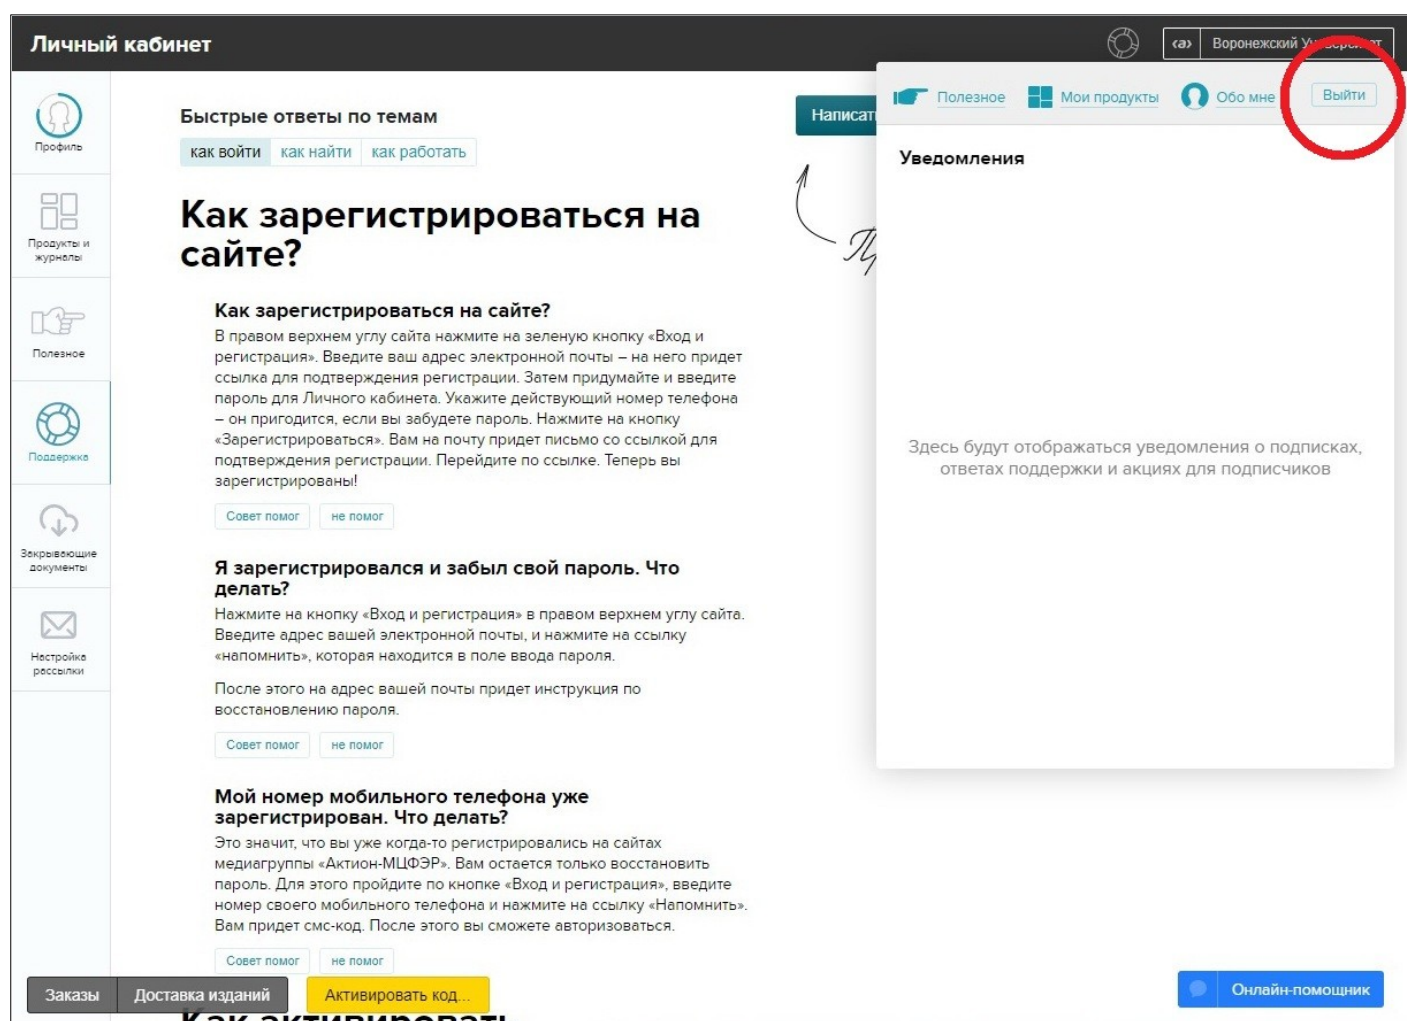 Личный кабинет
‹a› Воронежский
Профиль
Продукты и
журналы
Полезное
Поддержка
Закрывающие
документы
Настройка
рассылки
Быстрые ответы по темам
как войти как найти как работать
Как зарегистрироваться на
сайте?
Как зарегистрироваться на сайте?
В правом верхнем углу сайта нажмите на зеленую кнопку «Вход и
регистрация». Введите ваш адрес электронной почты – на него придет
ссылка для подтверждения регистрации. Затем придумайте и введите
пароль для Личного кабинета. Укажите действующий номер телефона
– он пригодится, если вы забудете пароль. Нажмите на кнопку
«Зарегистрироваться». Вам на почту придет письмо со ссылкой для
подтверждения регистрации. Перейдите по ссылке. Теперь вы
зарегистрированы!
Совет помог не помог
Я зарегистрировался и забыл свой пароль. Что
делать?
Нажмите на кнопку «Вход и регистрация» в правом верхнем углу сайта.
Введите адрес вашей электронной почты, и нажмите на ссылку
«напомнить», которая находится в поле ввода пароля.
После этого на адрес вашей почты придет инструкция по
восстановлению пароля.
Совет помог не помог
Мой номер мобильного телефона уже
зарегистрирован. Что делать?
Это значит, что вы уже когда-то регистрировались на сайтах
медиагруппы «Актион-МЦФЭР». Вам остается только восстановить
пароль. Для этого пройдите по кнопке «Вход и регистрация», введите
номер своего мобильного телефона и нажмите на ссылку «Напомнить».
Вам придет смс-код. После этого вы сможете авторизоваться.
Совет помог не помог
Как активировать
Написат
Полезное Мои продукты Обо мне Выйти
Уведомления
Здесь будут отображаться уведомления о подписках,
ответах поддержки и акциях для подписчиков
Заказы Доставка изданий Активировать код...
Онлайн-помощник